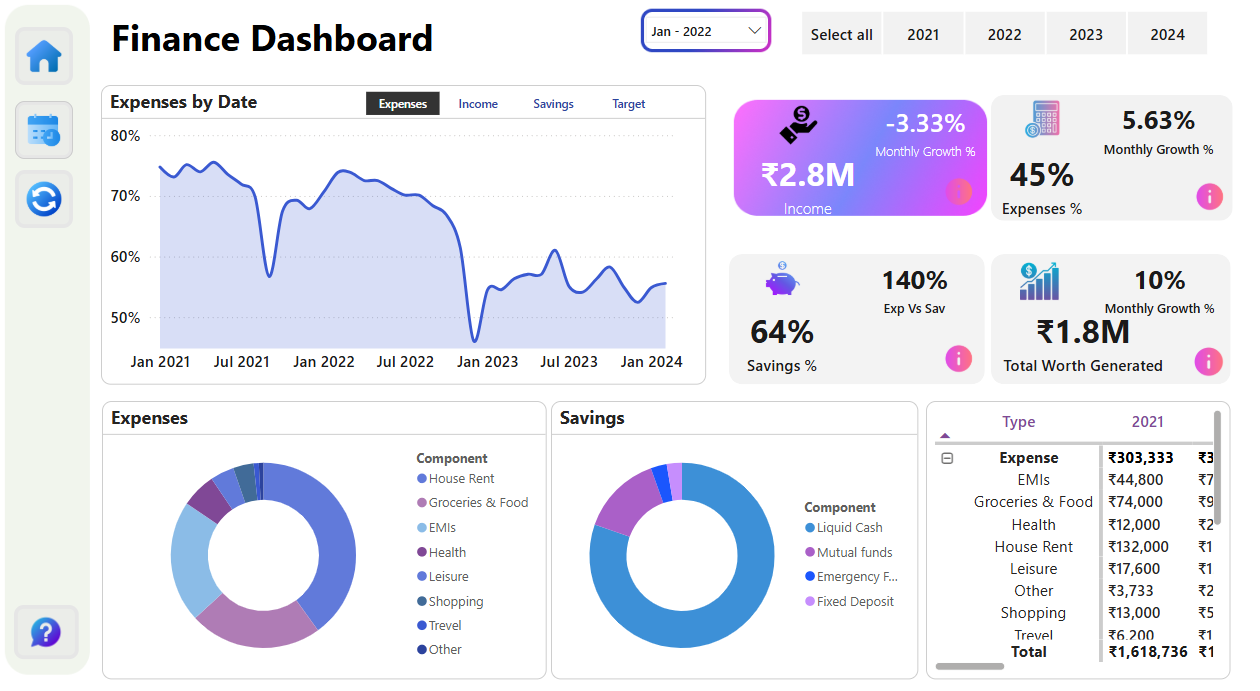 Finance Dashboard
Jan - 2022
Select all 2021 2022 2023 2024
Expenses by Date
Expenses Income Savings Target
80%
70%
60%
50%
Jan 2021 Jul 2021 Jan 2022 Jul 2022 Jan 2023 Jul 2023 Jan 2024
-3.33%
Monthly Growth %
₹2.8M
Income
5.63%
Monthly Growth %
45%
Expenses %
140%
Exp Vs Sav
64%
Savings %
10%
Monthly Growth %
₹1.8M
Total Worth Generated
Expenses
Component
House Rent
Groceries & Food
EMIs
Health
Leisure
Shopping
Trevel
Other
Savings
Component
Liquid Cash
Mutual funds
Emergency F...
Fixed Deposit
Type 2021
Expense ₹303,333 ₹3
EMIs ₹44,800 ₹7
Groceries & Food ₹74,000 ₹9
Health ₹12,000 ₹2
House Rent ₹132,000 ₹1
Leisure ₹17,600 ₹1
Other ₹3,733 ₹2
Shopping ₹13,000 ₹5
Trevel ₹6,200 ₹1
Total ₹1,618,736 ₹1